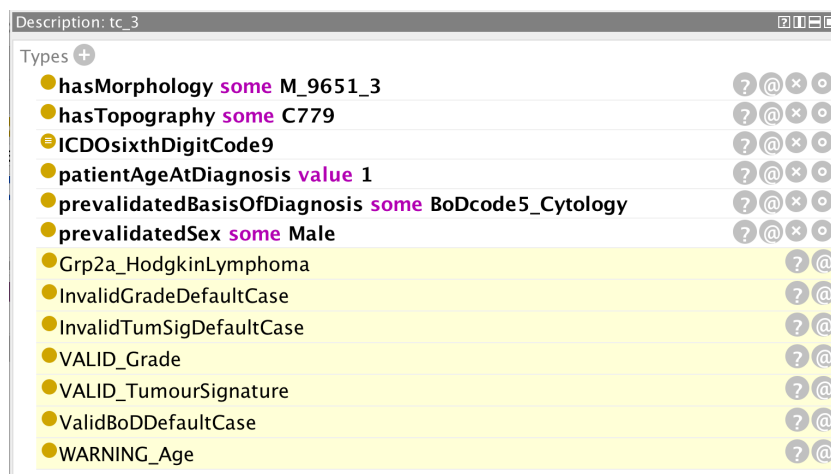 Description: tc_3
Types
hasMorphology some M_9651_3
hasTopography some C779
ICDOsixthDigitCode9
patientAgeAtDiagnosis value 1
prevalidatedBasisOfDiagnosis some BoDcode5_Cytology
prevalidatedSex some Male
Grp2a_HodgkinLymphoma
InvalidGradeDefaultCase
InvalidTumSigDefaultCase
VALID_Grade
VALID_TumourSignature
ValidBoDDefaultCase
WARNING_Age